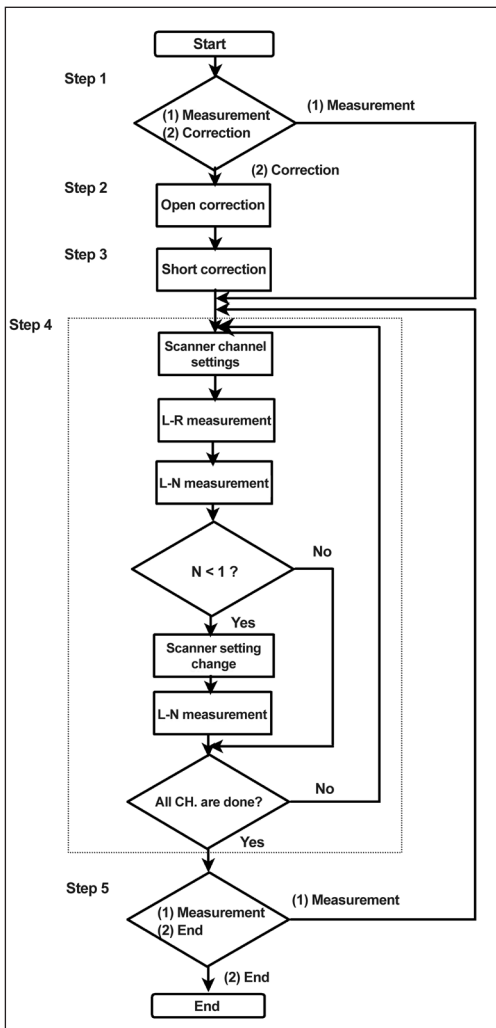 Start
Step 1
(1) Measurement
(2) Correction
(1) Measurement
(2) Correction
Step 2
Open correction
Step 3
Short correction
Step 4
Scanner channel
settings
L-R measurement
L-N measurement
N < 1 ?
No
Yes
Scanner setting
change
L-N measurement
All CH. are done?
No
Yes
Step 5
(1) Measurement
(2) End
(1) Measurement
(2) End
End